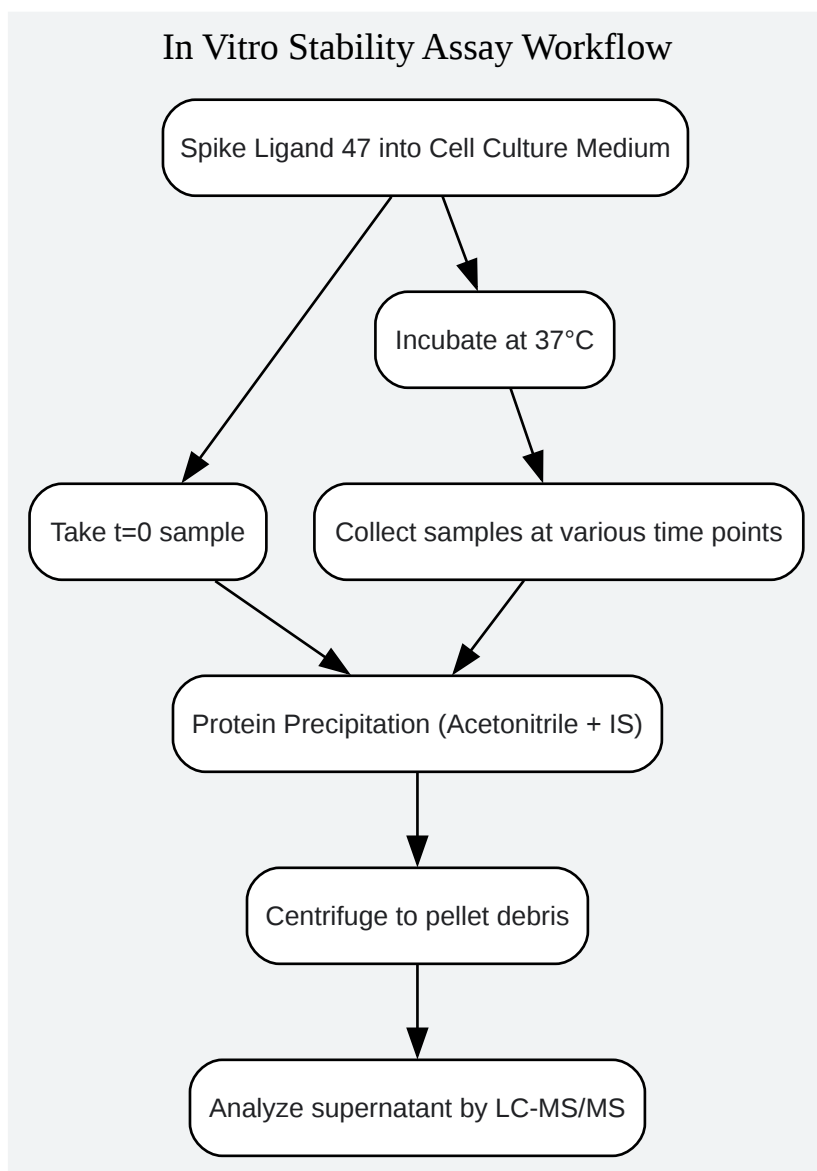 In Vitro Stability Assay Workflow
Spike Ligand 47 into Cell Culture Medium
Incubate at 37°C
Take t=0 sample
Collect samples at various time points
Protein Precipitation (Acetonitrile + IS)
Centrifuge to pellet debris
Analyze supernatant by LC-MS/MS